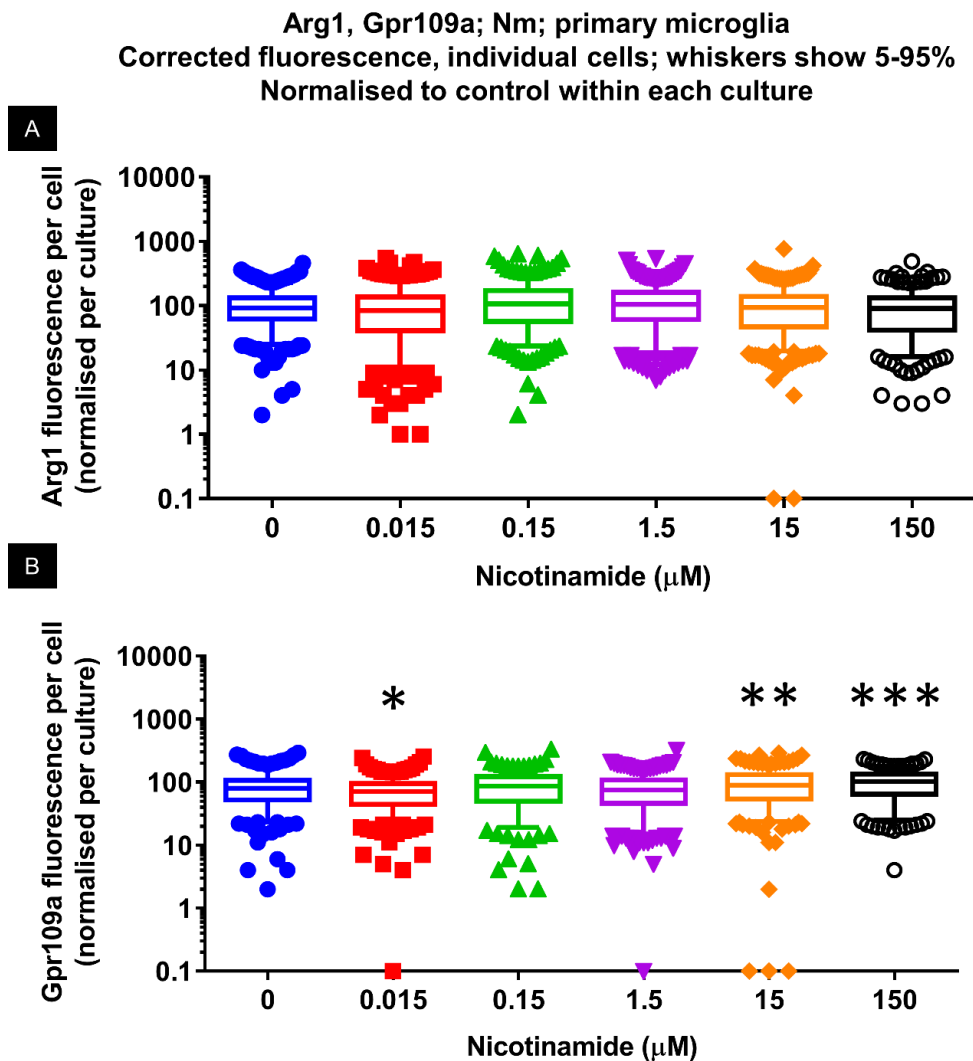 Arg1, Gpr109a; Nm; primary microglia
Corrected fluorescence, individual cells; whiskers show 5-95%
Normalised to control within each culture
A
Arg1 fluorescence per cell
(normalised per culture)
10000
1000
100
10
1
0.1
0 0.015 0.15 1.5 15 150
Nicotinamide (μM)
B
Gpr109a fluorescence per cell
(normalised per culture)
10000
1000
100
10
1
0.1
* ** ***
0 0.015 0.15 1.5 15 150
Nicotinamide (μM)